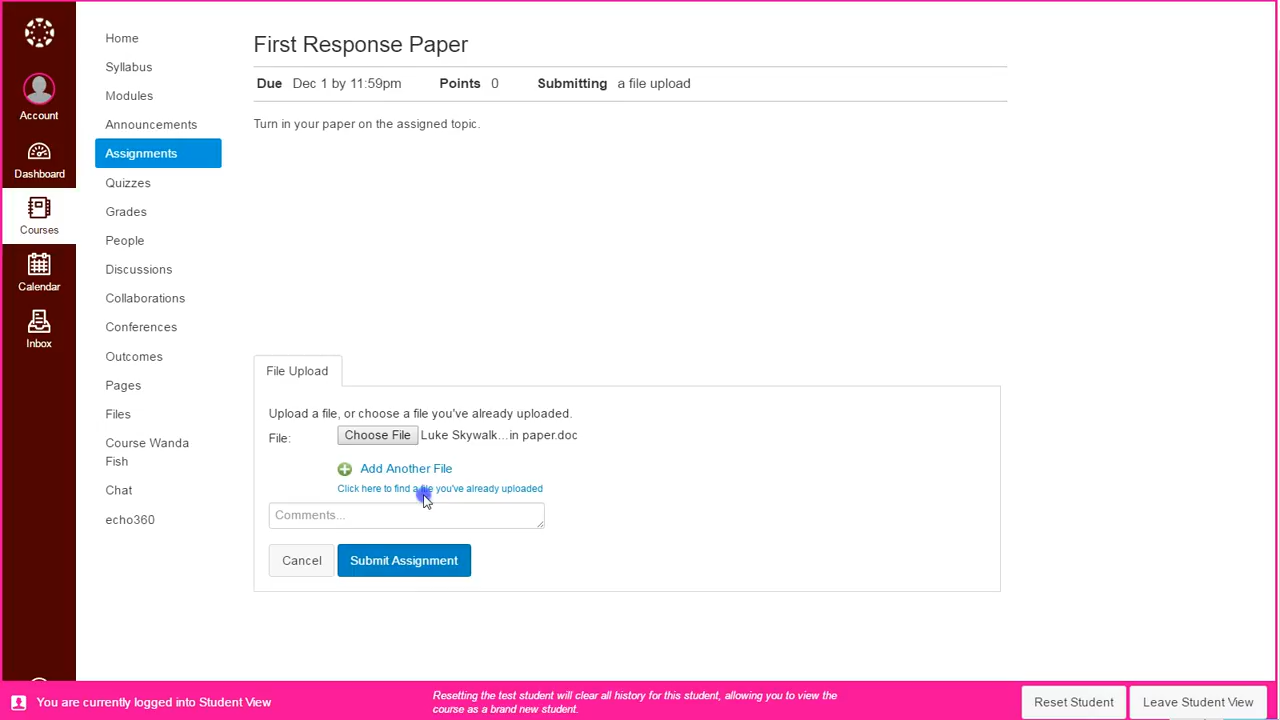 Account
Dashboard
Courses
Calendar
Inbox
Home
Syllabus
Modules
Announcements
Assignments
Quizzes
Grades
People
Discussions
Collaborations
Conferences
Outcomes
Pages
Files
Course Wanda
Fish
Chat
echo360
First Response Paper
Due Dec 1 by 11:59pm Points 0 Submitting a file upload
Turn in your paper on the assigned topic.
File Upload
Upload a file, or choose a file you've already uploaded.
File: Choose File Luke Skywalk...in paper.doc
Add Another File
Click here to find a file you've already uploaded
Comments...
Cancel Submit Assignment
You are currently logged into Student View
Resetting the test student will clear all history for this student, allowing you to view the
course as a brand new student.
Reset Student Leave Student View